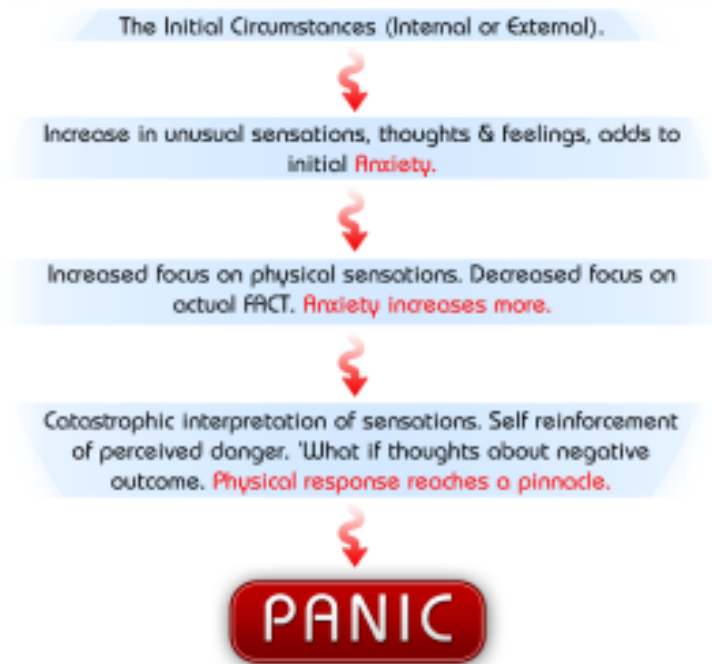 The Initial Circumstances (Internal or External).
Increase in unusual sensations, thoughts & feelings, adds to
initial Anxiety.
Increased focus on physical sensations. Decreased focus on
actual FACT. Anxiety increases more.
Catastrophic interpretation of sensations. Self reinforcement
of perceived danger. 'What if thoughts about negative
outcome. Physical response reaches a pinnacle.
PANIC